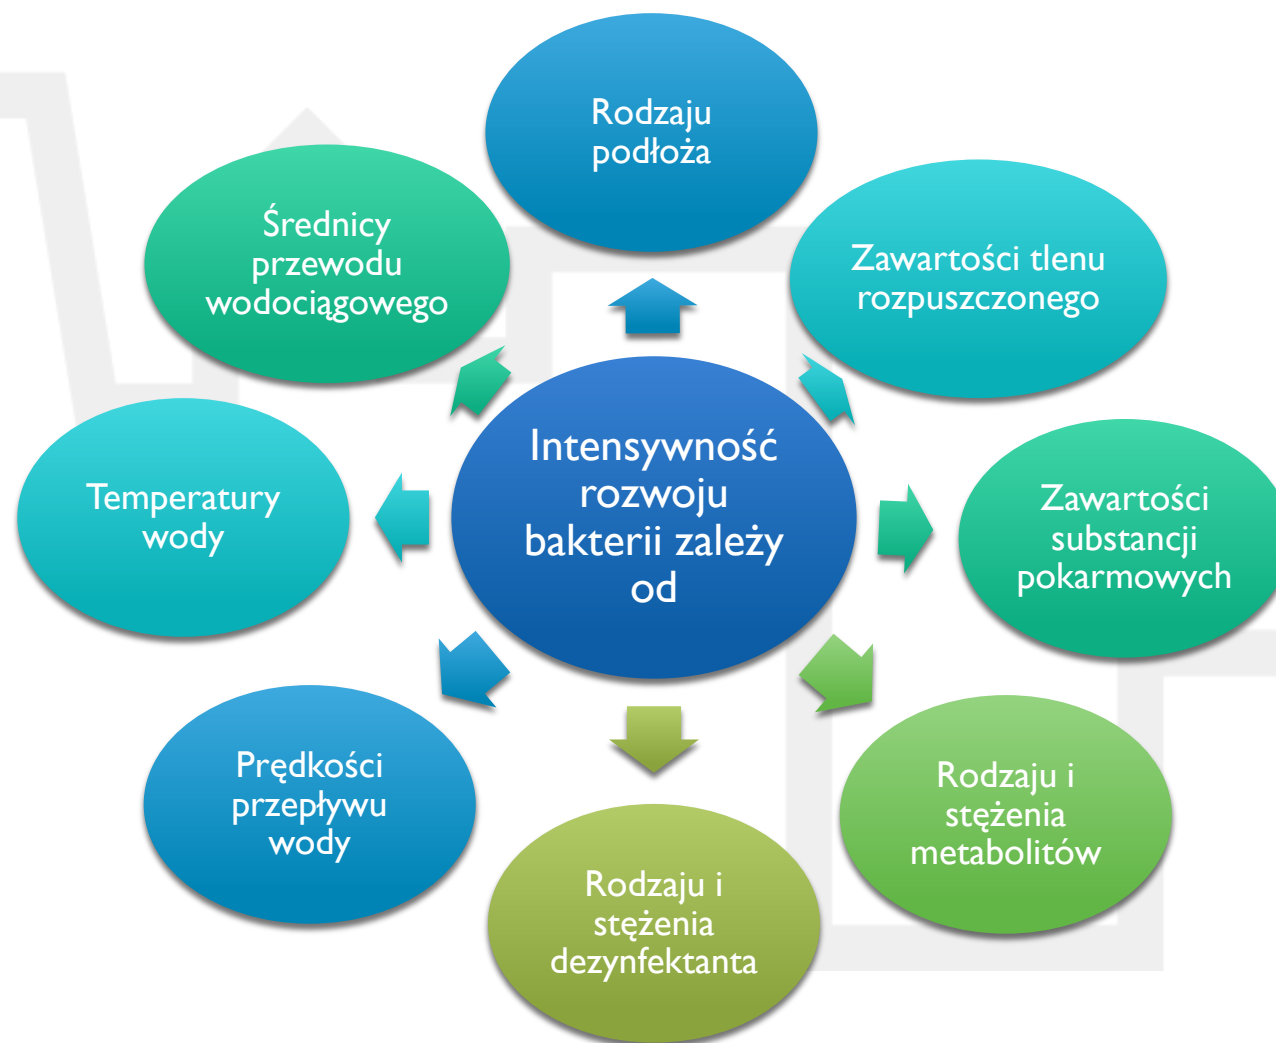 Rodzaju
podłoża
Średnicy
przewodu
wodociągowego
Zawartości tlenu
rozpuszczonego
Intensywność
rozwoju
bakterii zależy
od
Temperatury
wody
Zawartości
substancji
pokarmowych
Prędkości
przepływu
wody
Rodzaju i
stężenia
metabolitów
Rodzaju i
stężenia
dezynfektanta